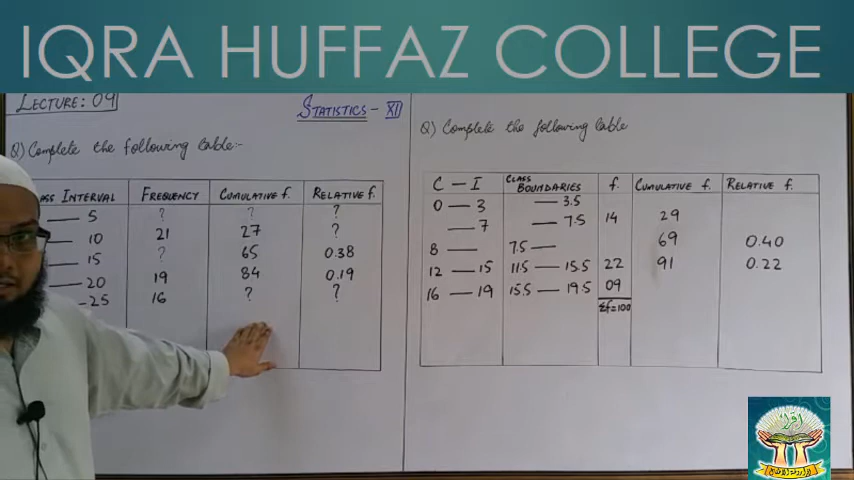 IQRA HUFFAZ COLLEGE
LECTURE: 04
STATISTICS - XI
Q) Complete the following table:-
ASS INTERVAL FREQUENCY CUMULATIVE f. RELATIVE f.
— 5 ? ? ?
— 10 21 27 ?
— 15 ? 65 0.38
— 20 19 84 0.19
-25 16 ? ?
Q) Complete the following table
C — I CLASS BOUNDARIES f. CUMULATIVE f. RELATIVE f.
0 — 3 — 3.5
— 7 — 7.5 14 29
8 — 7.5 — 69 0.40
12 — 15 11.5 — 15.5 22 91 0.22
16 — 19 15.5 — 19.5 09
Σf=100